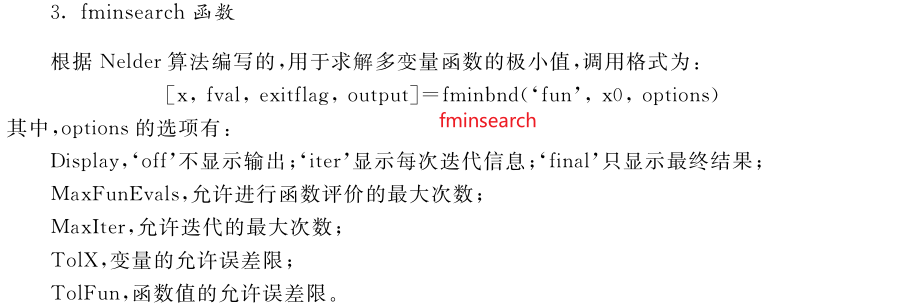 3. fminsearch 函数
根据 Nelder 算法编写的,用于求解多变量函数的极小值,调用格式为:
[x, fval, exitflag, output]=fminbnd(‘fun’, x0, options)
fminsearch
其中,options 的选项有:
Display,‘off’不显示输出;‘iter’显示每次迭代信息;‘final’只显示最终结果;
MaxFunEvals,允许进行函数评价的最大次数;
MaxIter,允许迭代的最大次数;
TolX,变量的允许误差限;
TolFun,函数值的允许误差限。